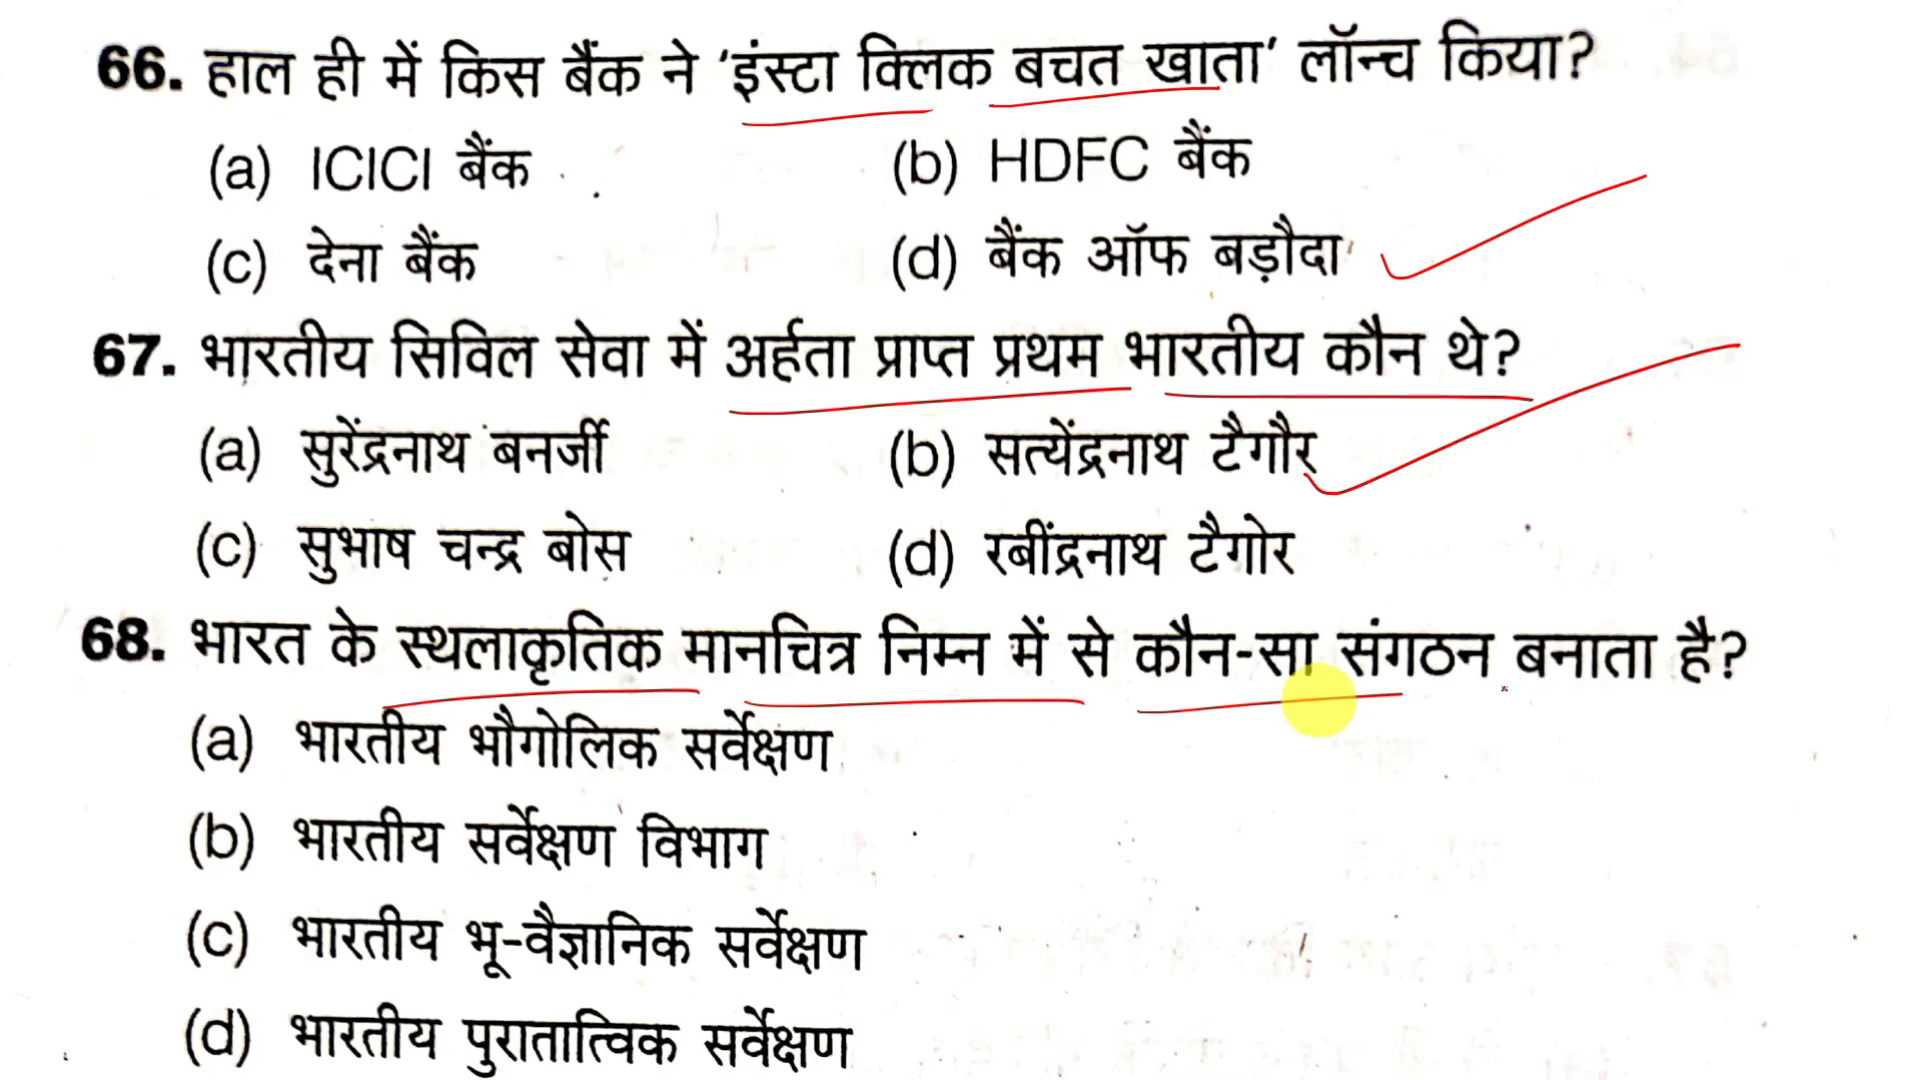 66. हाल ही में किस बैंक ने ‘इंस्टा क्लिक बचत खाता’ लॉन्च किया?
(a) ICICI बैंक (b) HDFC बैंक
(c) देना बैंक (d) बैंक ऑफ बड़ौदा
67. भारतीय सिविल सेवा में अर्हता प्राप्त प्रथम भारतीय कौन थे?
(a) सुरेंद्रनाथ बनर्जी (b) सत्येंद्रनाथ टैगौर
(c) सुभाष चन्द्र बोस (d) रबींद्रनाथ टैगोर
68. भारत के स्थलाकृतिक मानचित्र निम्न में से कौन-सा संगठन बनाता है?
(a) भारतीय भौगोलिक सर्वेक्षण
(b) भारतीय सर्वेक्षण विभाग
(c) भारतीय भू-वैज्ञानिक सर्वेक्षण
(d) भारतीय पुरातात्विक सर्वेक्षण